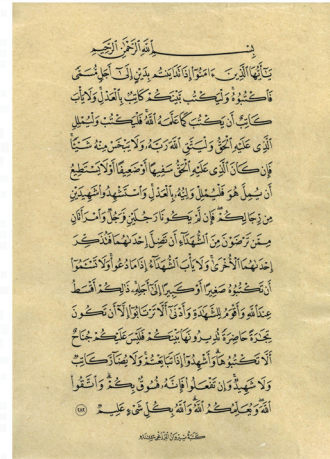 بِسْمِ اللَّهِ الرَّحْمَٰنِ الرَّحِيمِ
يَٰٓأَيُّهَا الَّذِينَ ءَامَنُوٓا إِذَا تَدَايَنتُم بِدَيْنٍ إِلَىٰٓ أَجَلٍ مُّسَمًّى
فَاكْتُبُوهُ وَلْيَكْتُب بَّيْنَكُمْ كَاتِبٌ بِالْعَدْلِ وَلَا يَأْبَ
كَاتِبٌ أَن يَكْتُبَ كَمَا عَلَّمَهُ اللَّهُ فَلْيَكْتُبْ وَلْيُمْلِلِ
الَّذِي عَلَيْهِ الْحَقُّ وَلْيَتَّقِ اللَّهَ رَبَّهُ وَلَا يَبْخَسْ مِنْهُ شَيْئًا
فَإِن كَانَ الَّذِي عَلَيْهِ الْحَقُّ سَفِيهًا أَوْ ضَعِيفًا أَوْ لَا يَسْتَطِيعُ
أَن يُمِلَّ هُوَ فَلْيُمْلِلْ وَلِيُّهُ بِالْعَدْلِ وَاسْتَشْهِدُوا شَهِيدَيْنِ
مِن رِّجَالِكُمْ فَإِن لَّمْ يَكُونَا رَجُلَيْنِ فَرَجُلٌ وَامْرَأَتَانِ
مِمَّن تَرْضَوْنَ مِنَ الشُّهَدَآءِ أَن تَضِلَّ إِحْدَىٰهُمَا فَتُذَكِّرَ
إِحْدَىٰهُمَا الْأُخْرَىٰ وَلَا يَأْبَ الشُّهَدَآءُ إِذَا مَا دُعُوا وَلَا تَسْـَٔمُوٓا
أَن تَكْتُبُوهُ صَغِيرًا أَوْ كَبِيرًا إِلَىٰٓ أَجَلِهِ ذَٰلِكُمْ أَقْسَطُ
عِندَ اللَّهِ وَأَقْوَمُ لِلشَّهَٰدَةِ وَأَدْنَىٰٓ أَلَّا تَرْتَابُوٓا إِلَّآ أَن تَكُونَ
تِجَٰرَةً حَاضِرَةً تُدِيرُونَهَا بَيْنَكُمْ فَلَيْسَ عَلَيْكُمْ جُنَاحٌ
أَلَّا تَكْتُبُوهَا وَأَشْهِدُوٓا إِذَا تَبَايَعْتُمْ وَلَا يُضَآرَّ كَاتِبٌ
وَلَا شَهِيدٌ وَإِن تَفْعَلُوا فَإِنَّهُ فُسُوقٌ بِكُمْ وَاتَّقُوا
اللَّهَ وَيُعَلِّمُكُمُ اللَّهُ وَاللَّهُ بِكُلِّ شَيْءٍ عَلِيمٌ ٢٨٢